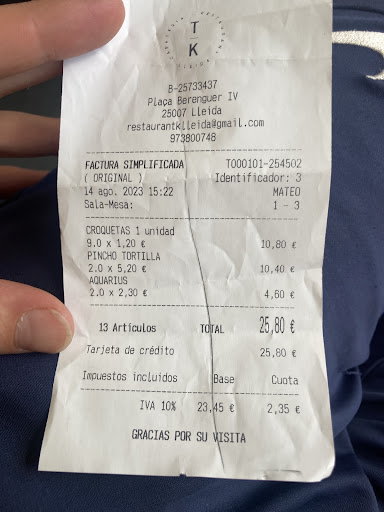 T
K
B-25733437
Plaça Berenguer IV
25007 Lleida
restaurantklleida@gmail.com
973800748
FACTURA SIMPLIFICADA T000101-254502
( ORIGINAL ) Identificador: 3
14 ago. 2023 15:22 MATEO
Sala-Mesa: 1 - 3
CROQUETAS 1 unidad
9.0 x 1,20 € 10,80 €
PINCHO TORTILLA
2.0 x 5,20 € 10,40 €
AQUARIUS
2.0 x 2,30 € 4,60 €
13 Artículos TOTAL 25,80 €
Tarjeta de crédito 25,80 €
Impuestos incluidos Base Cuota
IVA 10% 23,45 € 2,35 €
GRACIAS POR SU VISITA